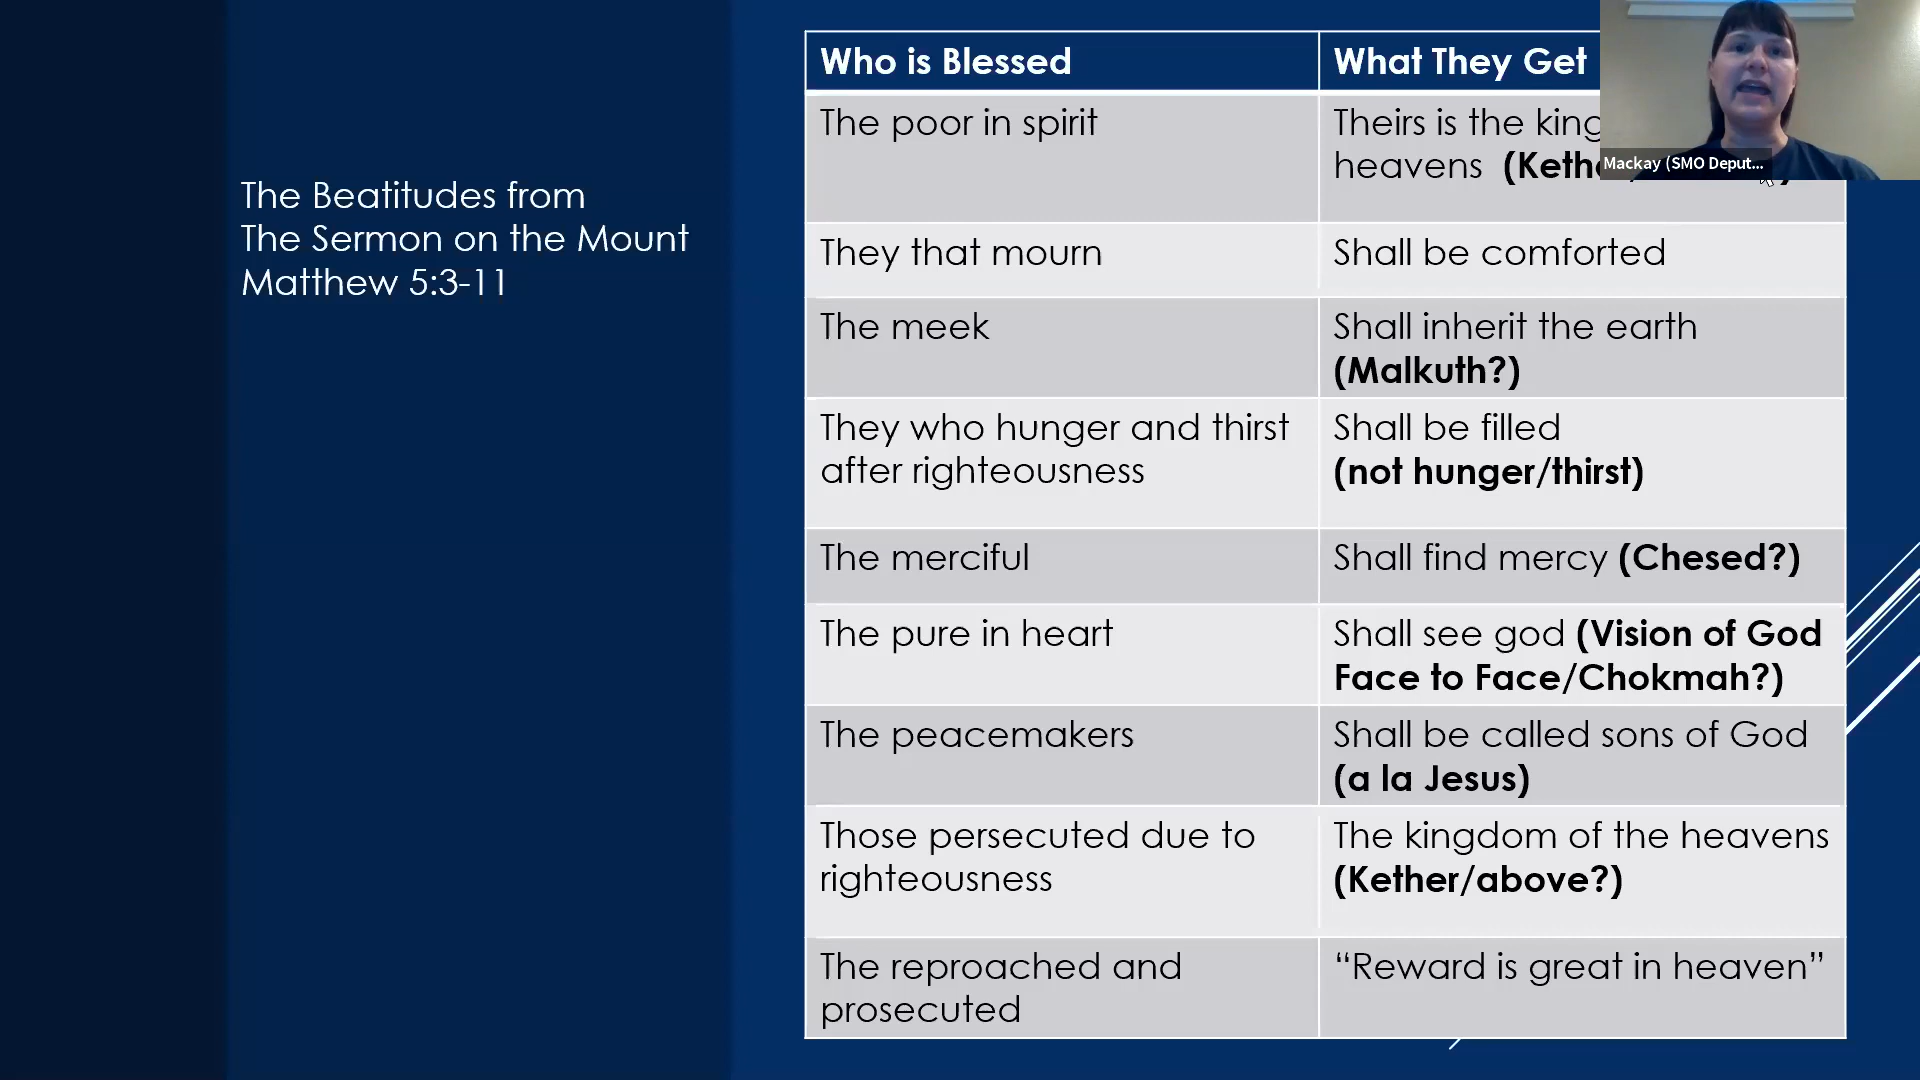 The Beatitudes from
The Sermon on the Mount
Matthew 5:3-11
Who is Blessed
What They Get
The poor in spirit
Theirs is the
heavens
They that mourn
Shall be comforted
The meek
Shall inherit the earth
(Malkuth?)
They who hunger and thirst
after righteousness
Shall be filled
(not hunger/thirst)
The merciful
Shall find mercy (Chesed?)
The pure in heart
Shall see god (Vision of God
Face to Face/Chokmah?)
The peacemakers
Shall be called sons of God
(a la Jesus)
Those persecuted due to
righteousness
The kingdom of the heavens
(Kether/above?)
The reproached and
prosecuted
“Reward is great in heaven”
Mackay (SMO Deput...